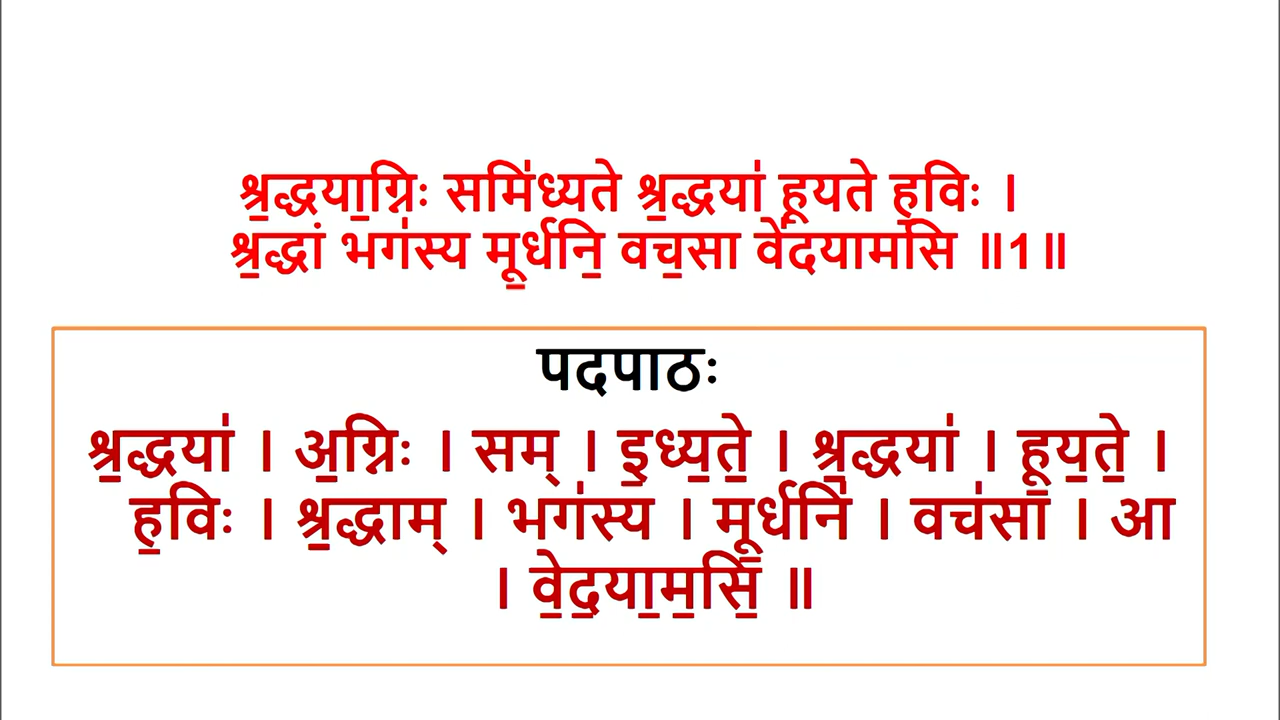 श्र॒द्धया॒ग्निः समि॑ध्यते श्र॒द्धया॑ हूयते ह॒विः ।
श्र॒द्धां भग॑स्य मू॒र्धनि॒ वच॒सा वे॑दयामसि ॥1॥
पदपाठः
श्र॒द्धया॑ । अ॒ग्निः । सम् । इ॒ध्य॒ते॒ । श्र॒द्धया॑ । हू॒य॒ते॒ ।
ह॒विः । श्र॒द्धाम् । भग॑स्य । मू॒र्धनि॑ । वच॑सा । आ
। वे॒द॒या॒म॒सि॒ ॥